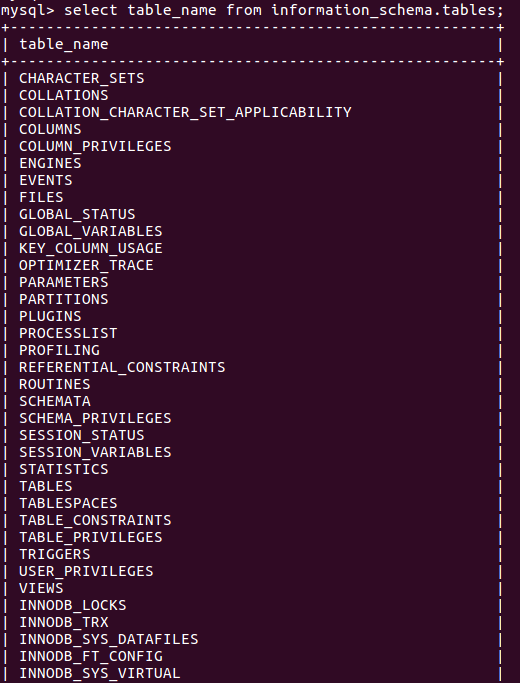 mysql> select table_name from information_schema.tables;
+------------------------------------------------------+
| table_name |
+------------------------------------------------------+
| CHARACTER_SETS |
| COLLATIONS |
| COLLATION_CHARACTER_SET_APPLICABILITY |
| COLUMNS |
| COLUMN_PRIVILEGES |
| ENGINES |
| EVENTS |
| FILES |
| GLOBAL_STATUS |
| GLOBAL_VARIABLES |
| KEY_COLUMN_USAGE |
| OPTIMIZER_TRACE |
| PARAMETERS |
| PARTITIONS |
| PLUGINS |
| PROCESSLIST |
| PROFILING |
| REFERENTIAL_CONSTRAINTS |
| ROUTINES |
| SCHEMATA |
| SCHEMA_PRIVILEGES |
| SESSION_STATUS |
| SESSION_VARIABLES |
| STATISTICS |
| TABLES |
| TABLESPACES |
| TABLE_CONSTRAINTS |
| TABLE_PRIVILEGES |
| TRIGGERS |
| USER_PRIVILEGES |
| VIEWS |
| INNODB_LOCKS |
| INNODB_TRX |
| INNODB_SYS_DATAFILES |
| INNODB_FT_CONFIG |
| INNODB_SYS_VIRTUAL |